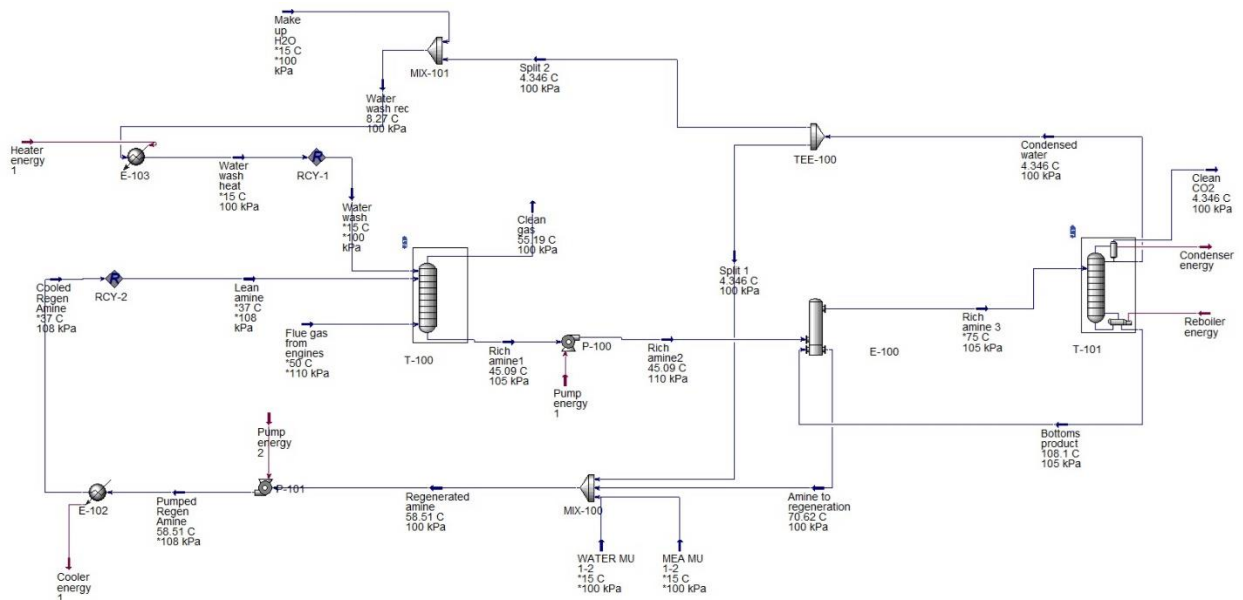 Make
up
H2O
*15 C
*100
kPa
MIX-101
Split 2
4.346 C
100 kPa
Water
wash rec
8.27 C
100 kPa
Heater
energy
1
E-103
Water
wash
heat
*15 C
100 kPa
RCY-1
TEE-100
Condensed
water
4.346 C
100 kPa
Clean
CO2
4.346 C
100 kPa
Water
wash
*15 C
*100
kPa
Clean
gas
55.19 C
100 kPa
Split 1
4.346 C
100 kPa
Condenser
energy
Cooled
Regen
Amine
*37 C
108 kPa
RCY-2
Lean
amine
*37 C
*108
kPa
Flue gas
from
engines
*50 C
*110 kPa
T-100
Rich
amine1
45.09 C
105 kPa
P-100
Rich
amine2
45.09 C
110 kPa
E-100
Rich
amine 3
*75 C
105 kPa
Reboiler
energy
T-101
Pump
energy
1
Bottoms
product
108.1 C
105 kPa
Pump
energy
2
E-102
Pumped
Regen
Amine
58.51 C
*108 kPa
P-101
Regenerated
amine
58.51 C
100 kPa
MIX-100
Amine to
regeneration
70.62 C
100 kPa
Cooler
energy
1
WATER MU
1-2
*15 C
*100 kPa
MEA MU
1-2
*15 C
*100 kPa